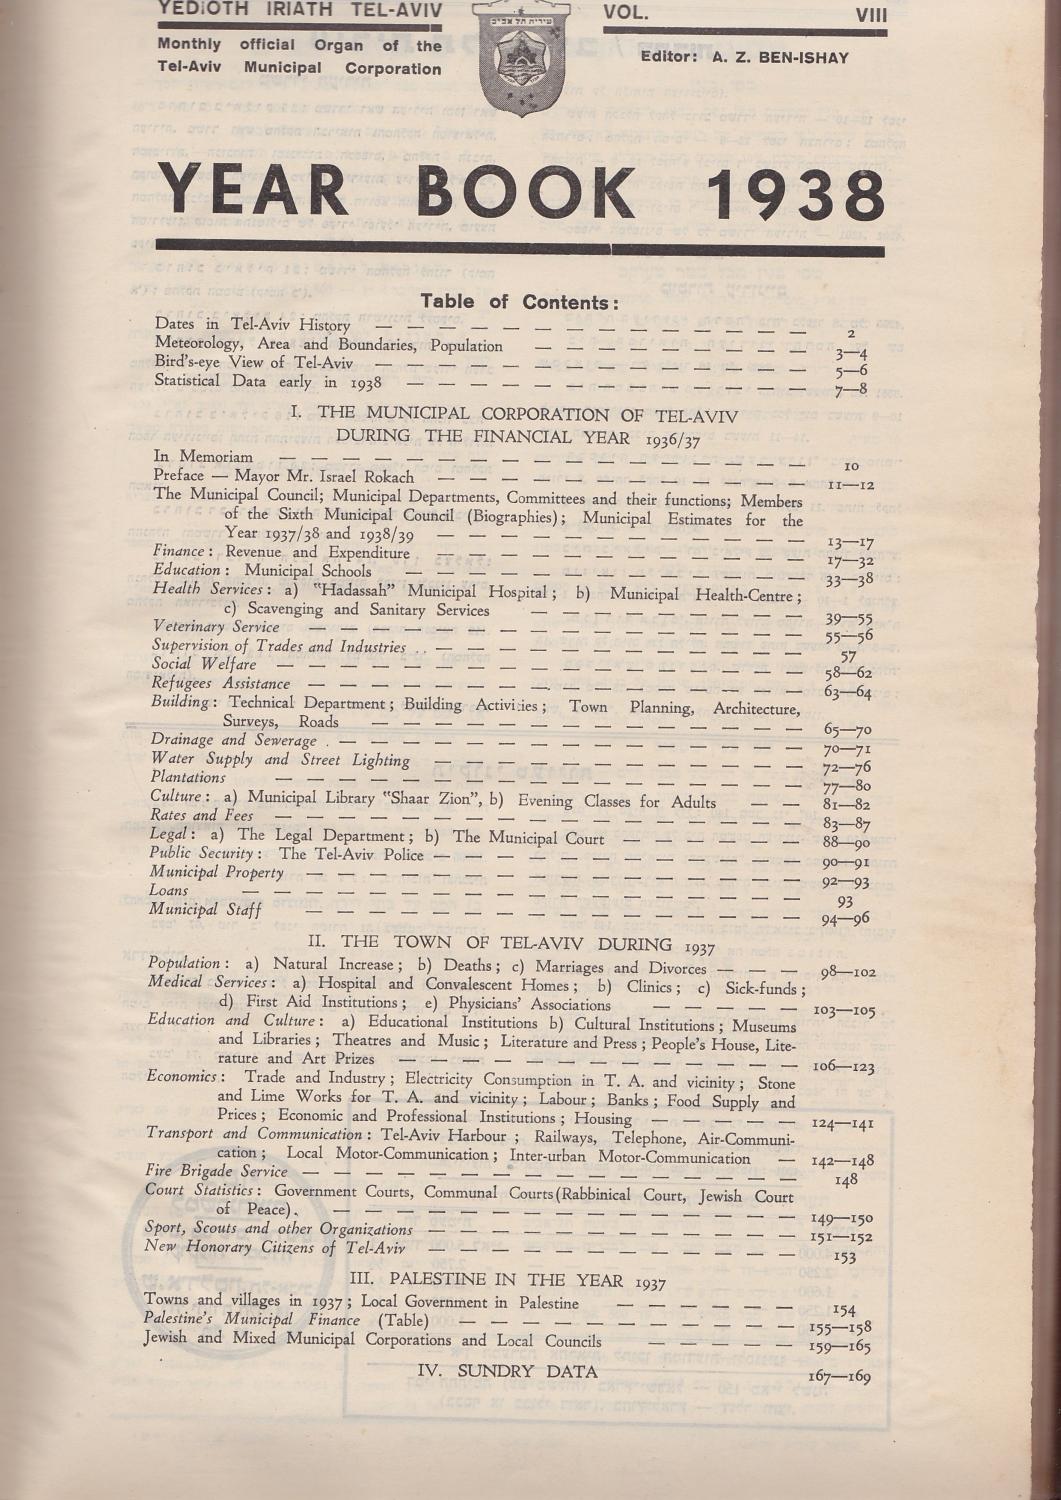 YEDiOTH IRIATH TEL-AVIV
VOL. VIII
Monthly official Organ of the
Tel-Aviv Municipal Corporation
עירית תל אביב
Editor: A. Z. BEN-ISHAY
YEAR BOOK 1938
Table of Contents:
Dates in Tel-Aviv History — — — — — — — — — — — — 2
Meteorology, Area and Boundaries, Population — — — — — — — — 3—4
Bird's-eye View of Tel-Aviv — — — — — — — — — — — — 5—6
Statistical Data early in 1938 — — — — — — — — — — — 7—8
I. THE MUNICIPAL CORPORATION OF TEL-AVIV
DURING THE FINANCIAL YEAR 1936/37
In Memoriam — — — — — — — — — — — — — — 10
Preface — Mayor Mr. Israel Rokach — — — — — — — — — — 11—12
The Municipal Council; Municipal Departments, Committees and their functions; Members
of the Sixth Municipal Council (Biographies); Municipal Estimates for the
Year 1937/38 and 1938/39 — — — — — — — — — — 13—17
Finance: Revenue and Expenditure — — — — — — — — — — 17—32
Education: Municipal Schools — — — — — — — — — — — 33—38
Health Services: a) "Hadassah" Municipal Hospital; b) Municipal Health-Centre;
c) Scavenging and Sanitary Services — — — — — — — 39—55
Veterinary Service — — — — — — — — — — — — — 55—56
Supervision of Trades and Industries — — — — — — — — — — 57
Social Welfare — — — — — — — — — — — — — — 58—62
Refugees Assistance — — — — — — — — — — — — — 63—64
Building: Technical Department; Building Activities; Town Planning, Architecture,
Surveys, Roads — — — — — — — — — — — — 65—70
Drainage and Sewerage . — — — — — — — — — — — — 70—71
Water Supply and Street Lighting — — — — — — — — — — 72—76
Plantations — — — — — — — — — — — — — — 77—80
Culture: a) Municipal Library "Shaar Zion", b) Evening Classes for Adults — — 81—82
Rates and Fees — — — — — — — — — — — — — — 83—87
Legal: a) The Legal Department; b) The Municipal Court — — — — — 88—90
Public Security: The Tel-Aviv Police — — — — — — — — — — 90—91
Municipal Property — — — — — — — — — — — — — 92—93
Loans — — — — — — — — — — — — — — — 93
Municipal Staff — — — — — — — — — — — — — 94—96
II. THE TOWN OF TEL-AVIV DURING 1937
Population: a) Natural Increase; b) Deaths; c) Marriages and Divorces — — — 98—102
Medical Services: a) Hospital and Convalescent Homes; b) Clinics; c) Sick-funds;
d) First Aid Institutions; e) Physicians' Associations — — — — 103—105
Education and Culture: a) Educational Institutions b) Cultural Institutions; Museums
and Libraries; Theatres and Music; Literature and Press; People's House, Lite-
rature and Art Prizes — — — — — — — — — — — 106—123
Economics: Trade and Industry; Electricity Consumption in T. A. and vicinity; Stone
and Lime Works for T. A. and vicinity; Labour; Banks; Food Supply and
Prices; Economic and Professional Institutions; Housing — — — — 124—141
Transport and Communication: Tel-Aviv Harbour; Railways, Telephone, Air-Communi-
cation; Local Motor-Communication; Inter-urban Motor-Communication — 142—148
Fire Brigade Service — — — — — — — — — — — — — 148
Court Statistics: Government Courts, Communal Courts (Rabbinical Court, Jewish Court
of Peace). — — — — — — — — — — — — — 149—150
Sport, Scouts and other Organizations — — — — — — — — — 151—152
New Honorary Citizens of Tel-Aviv — — — — — — — — — — 153
III. PALESTINE IN THE YEAR 1937
Towns and villages in 1937; Local Government in Palestine — — — — — 154
Palestine's Municipal Finance (Table) — — — — — — — — — 155—158
Jewish and Mixed Municipal Corporations and Local Councils — — — — 159—165
IV. SUNDRY DATA 167—169